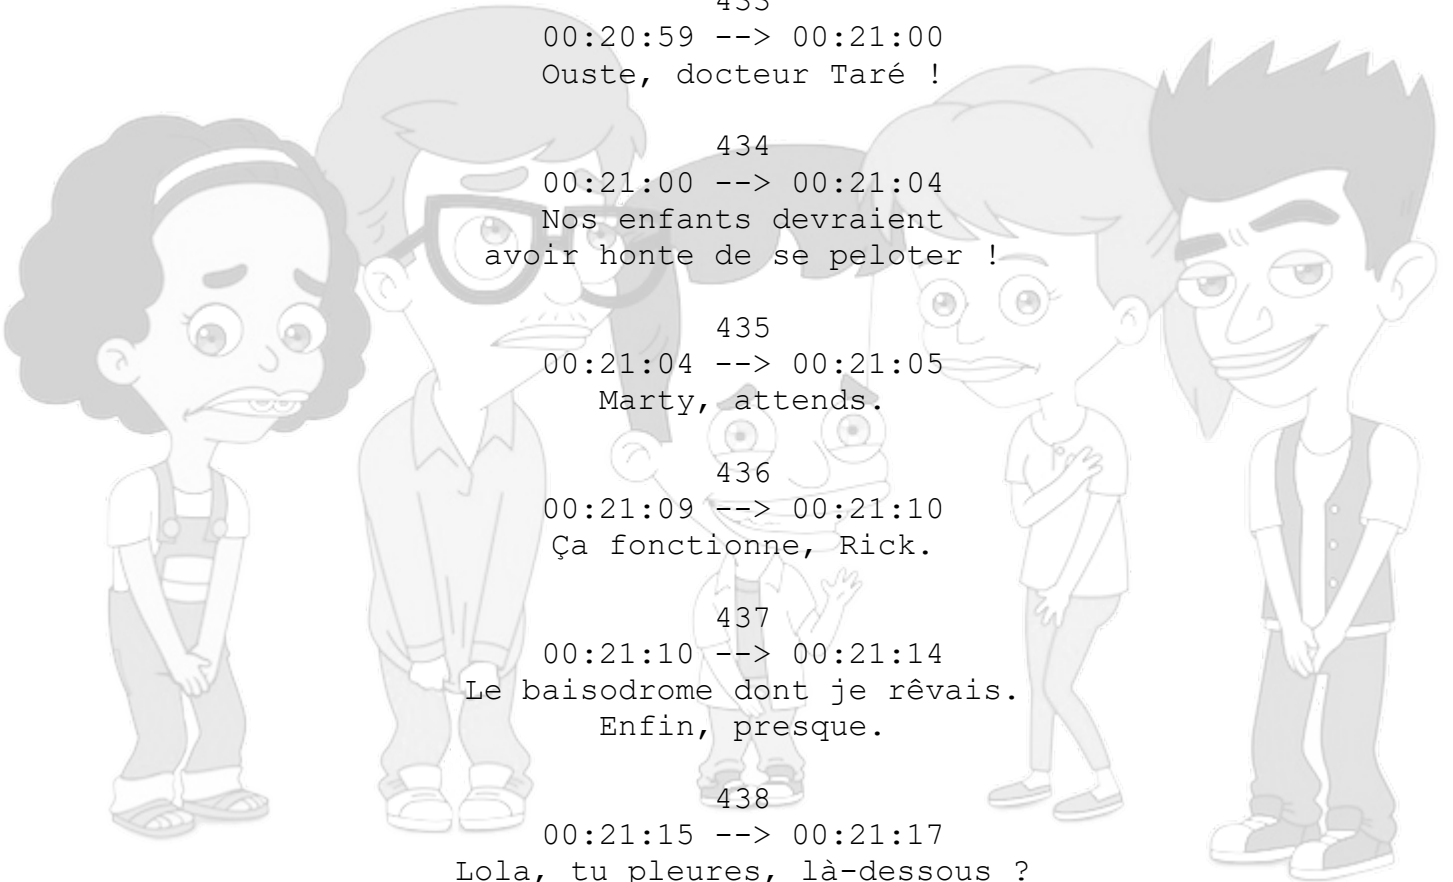 433
00:20:59 --> 00:21:00
Ouste, docteur Taré !
434
00:21:00 --> 00:21:04
Nos enfants devraient
avoir honte de se peloter !
435
00:21:04 --> 00:21:05
Marty, attends.
436
00:21:09 --> 00:21:10
Ça fonctionne, Rick.
437
00:21:10 --> 00:21:14
Le baisodrome dont je rêvais.
Enfin, presque.
438
00:21:15 --> 00:21:17
Lola, tu pleures, là-dessous ?